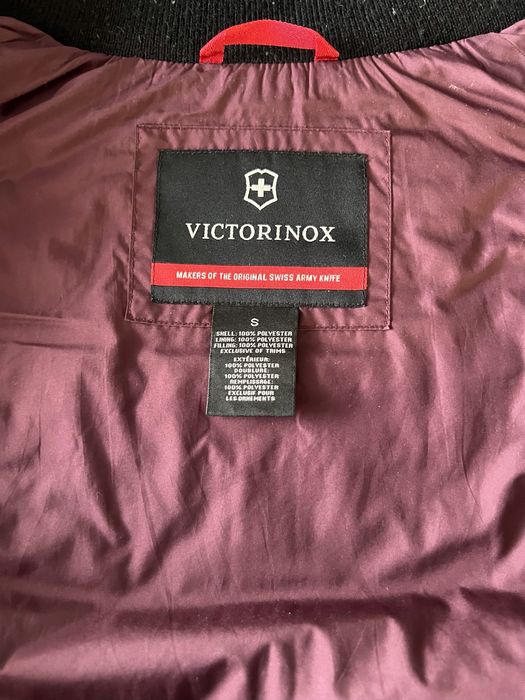 VICTORINOX
MAKERS OF THE ORIGINAL SWISS ARMY KNIFE
S
SHELL: 100% POLYESTER
LINING: 100% POLYESTER
FILLING: 100% POLYESTER
EXCLUSIVE OF TRIMS
EXTÉRIEUR:
100% POLYESTER
DOUBLURE:
100% POLYESTER
REMPLISSAGE:
100% POLYESTER
EXCLUSIF POUR
LES ORNEMENTS